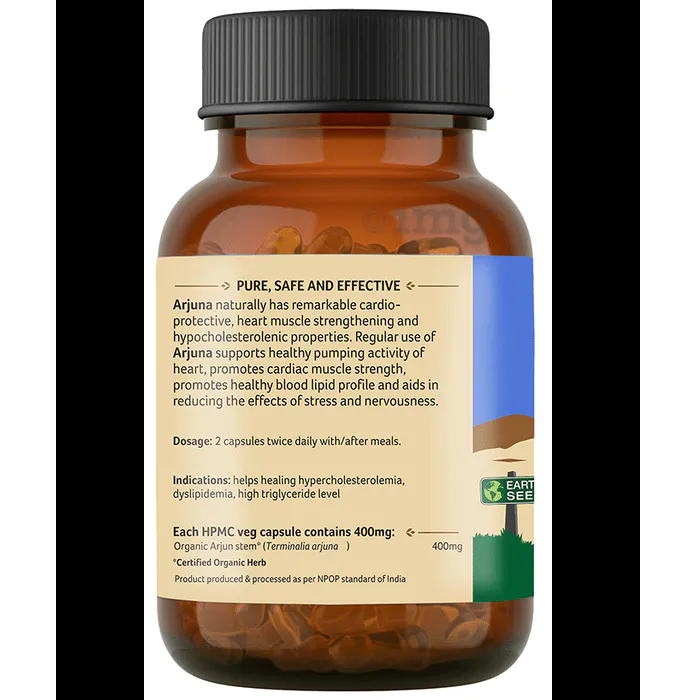 PURE, SAFE AND EFFECTIVE
Arjuna naturally has remarkable cardio-
protective, heart muscle strengthening and
hypocholesterolenic properties. Regular use of
Arjuna supports healthy pumping activity of
heart, promotes cardiac muscle strength,
promotes healthy blood lipid profile and aids in
reducing the effects of stress and nervousness.
Dosage: 2 capsules twice daily with/after meals.
Indications: helps healing hypercholesterolemia,
dyslipidemia, high triglyceride level
Each HPMC veg capsule contains 400mg:
Organic Arjun stem* (Terminalia arjuna ) 400mg
*Certified Organic Herb
Product produced & processed as per NPOP standard of India
EART
SEE
1mg